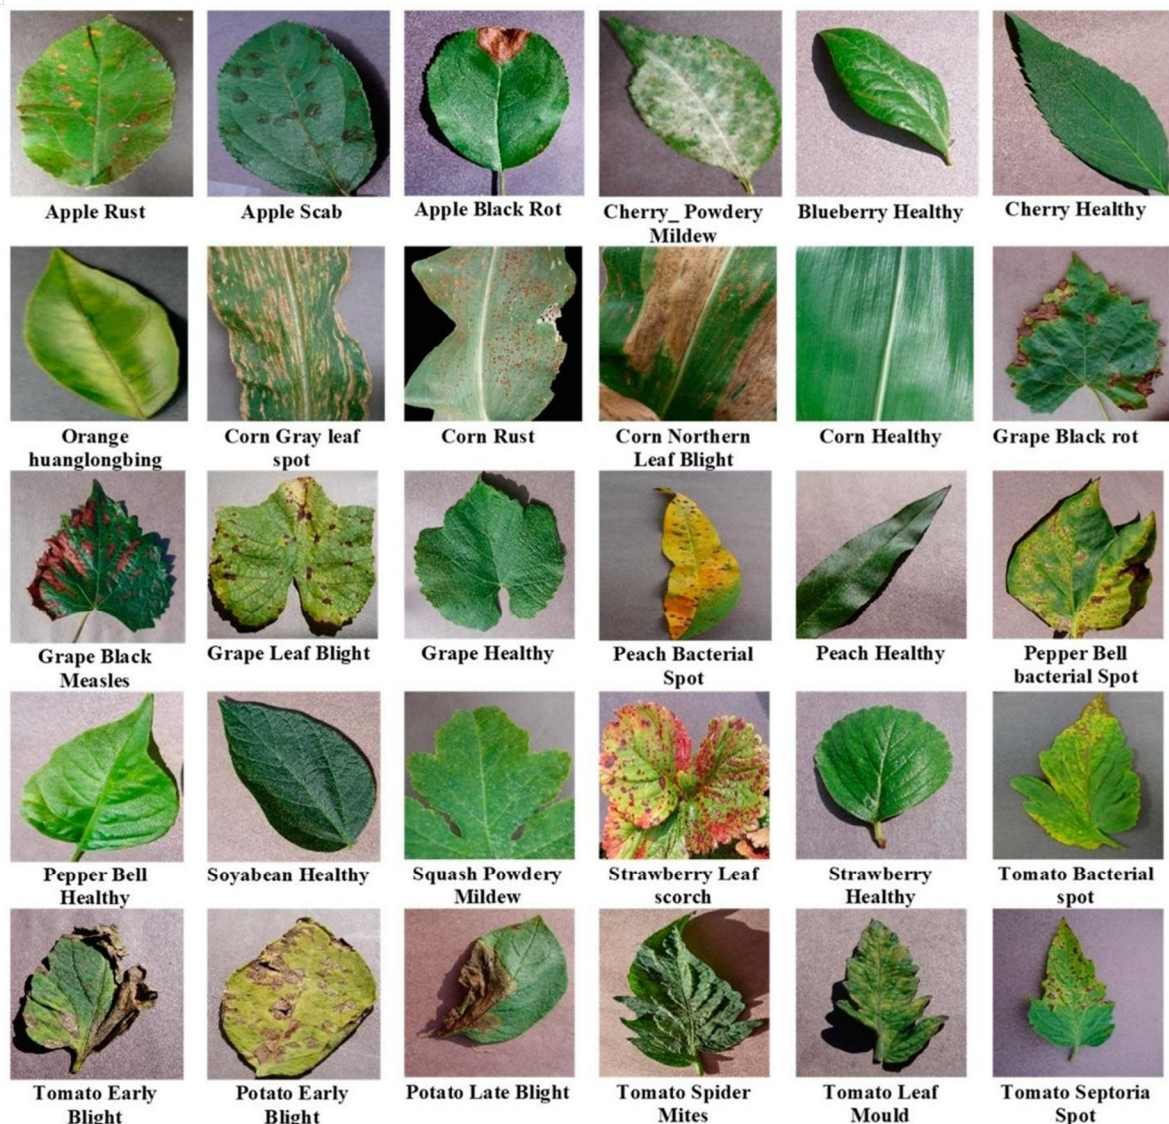 Apple Rust
Apple Scab
Apple Black Rot
Cherry_ Powdery
Mildew
Blueberry Healthy
Cherry Healthy
Orange
huanglongbing
Corn Gray leaf
spot
Corn Rust
Corn Northern
Leaf Blight
Corn Healthy
Grape Black rot
Grape Black
Measles
Grape Leaf Blight
Grape Healthy
Peach Bacterial
Spot
Peach Healthy
Pepper Bell
bacterial Spot
Pepper Bell
Healthy
Soyabean Healthy
Squash Powdery
Mildew
Strawberry Leaf
scorch
Strawberry
Healthy
Tomato Bacterial
spot
Tomato Early
Blight
Potato Early
Blight
Potato Late Blight
Tomato Spider
Mites
Tomato Leaf
Mould
Tomato Septoria
Spot